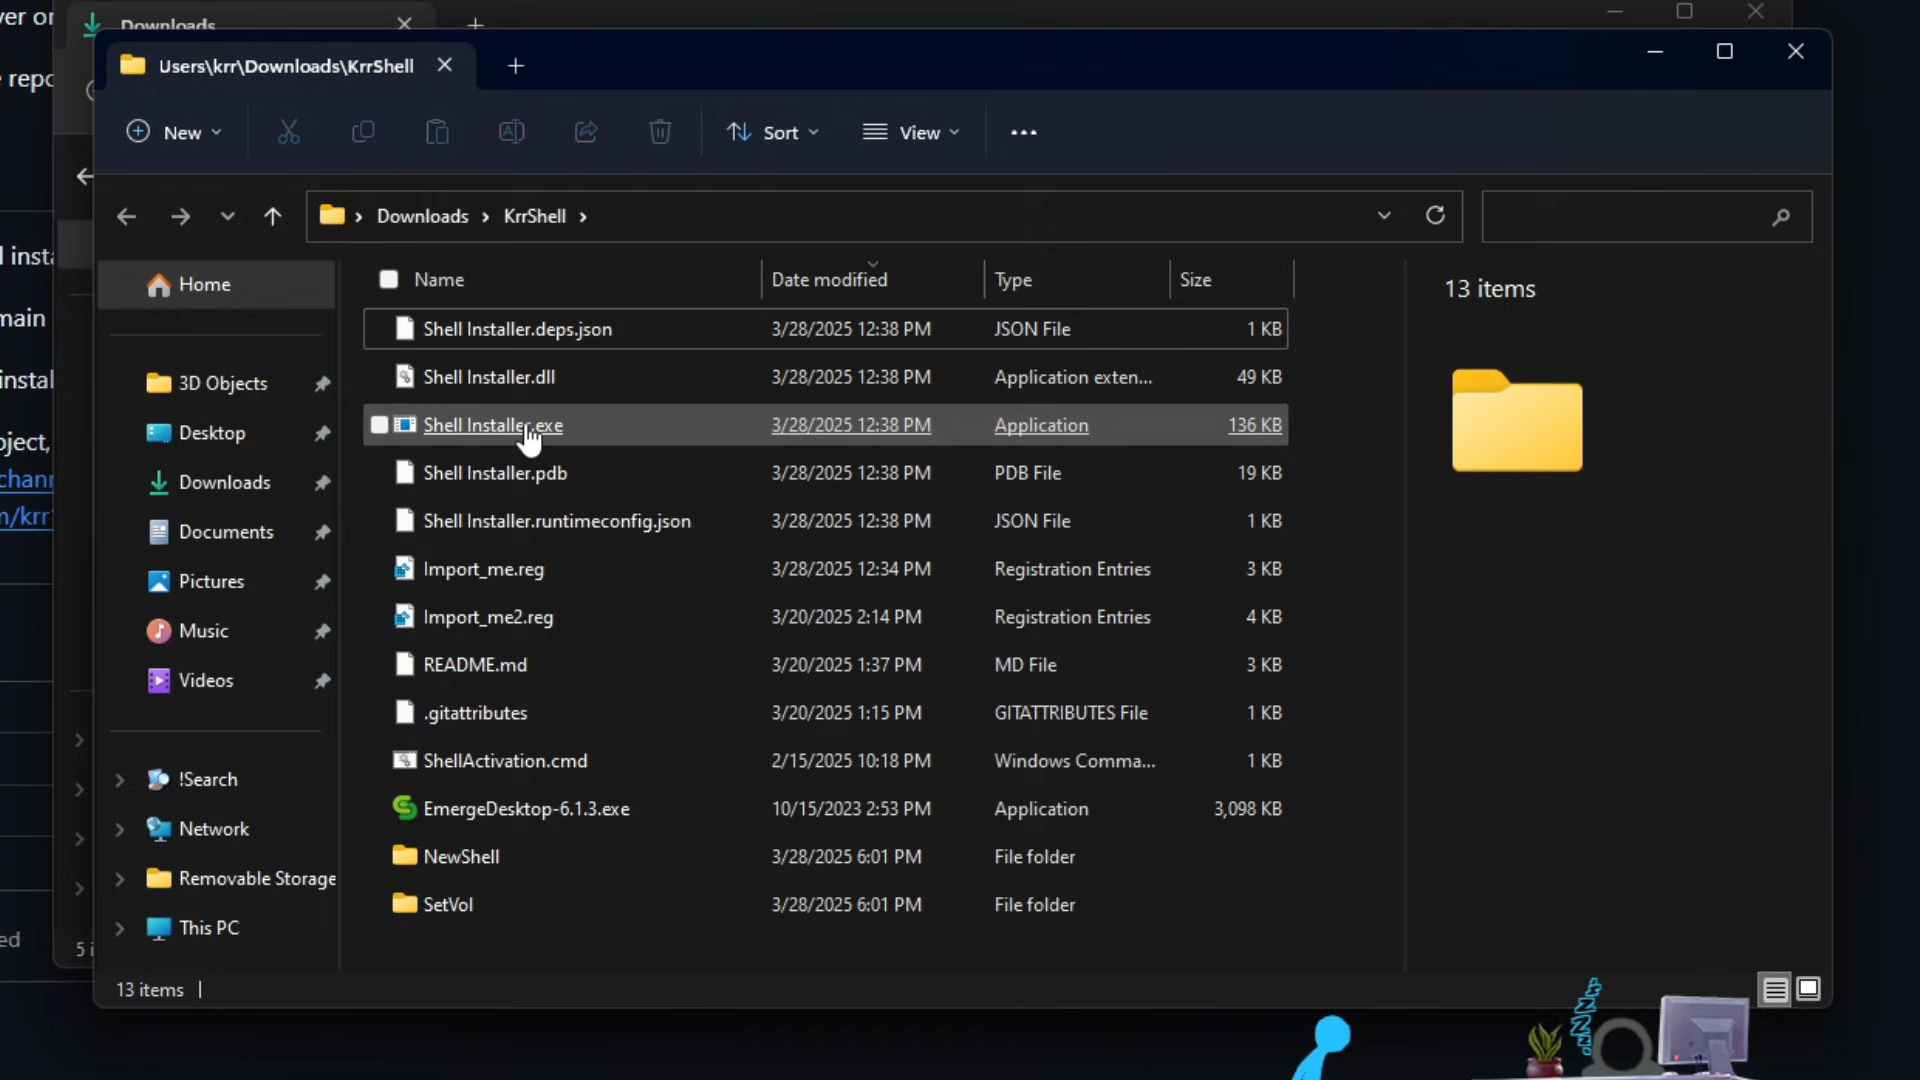 Downloads
Users\krr\Downloads\KrrShell
New
Sort
View
Downloads
KrrShell
Home
3D Objects
Desktop
Downloads
Documents
Pictures
Music
Videos
!Search
Network
Removable Storage
This PC
Name Date modified Type Size
Shell Installer.deps.json 3/28/2025 12:38 PM JSON File 1 KB
Shell Installer.dll 3/28/2025 12:38 PM Application exten... 49 KB
Shell Installer.exe 3/28/2025 12:38 PM Application 136 KB
Shell Installer.pdb 3/28/2025 12:38 PM PDB File 19 KB
Shell Installer.runtimeconfig.json 3/28/2025 12:38 PM JSON File 1 KB
Import_me.reg 3/28/2025 12:34 PM Registration Entries 3 KB
Import_me2.reg 3/20/2025 2:14 PM Registration Entries 4 KB
README.md 3/20/2025 1:37 PM MD File 3 KB
.gitattributes 3/20/2025 1:15 PM GITATTRIBUTES File 1 KB
ShellActivation.cmd 2/15/2025 10:18 PM Windows Comma... 1 KB
EmergeDesktop-6.1.3.exe 10/15/2023 2:53 PM Application 3,098 KB
NewShell 3/28/2025 6:01 PM File folder
SetVol 3/28/2025 6:01 PM File folder
13 items
13 items